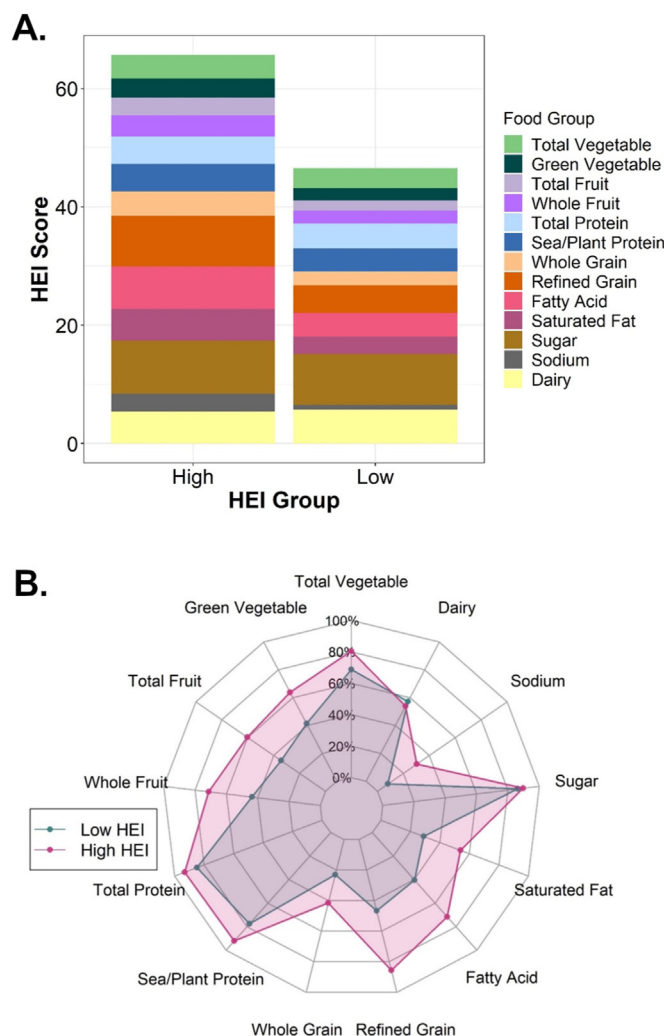 A.
HEI Score
60
40
20
0
High
Low
HEI Group
Food Group
Total Vegetable
Green Vegetable
Total Fruit
Whole Fruit
Total Protein
Sea/Plant Protein
Whole Grain
Refined Grain
Fatty Acid
Saturated Fat
Sugar
Sodium
Dairy
B.
Total Vegetable
Green Vegetable
Dairy
100%
80%
60%
40%
20%
0%
Total Fruit
Sodium
Whole Fruit
Sugar
Low HEI
High HEI
Total Protein
Saturated Fat
Sea/Plant Protein
Fatty Acid
Whole Grain
Refined Grain